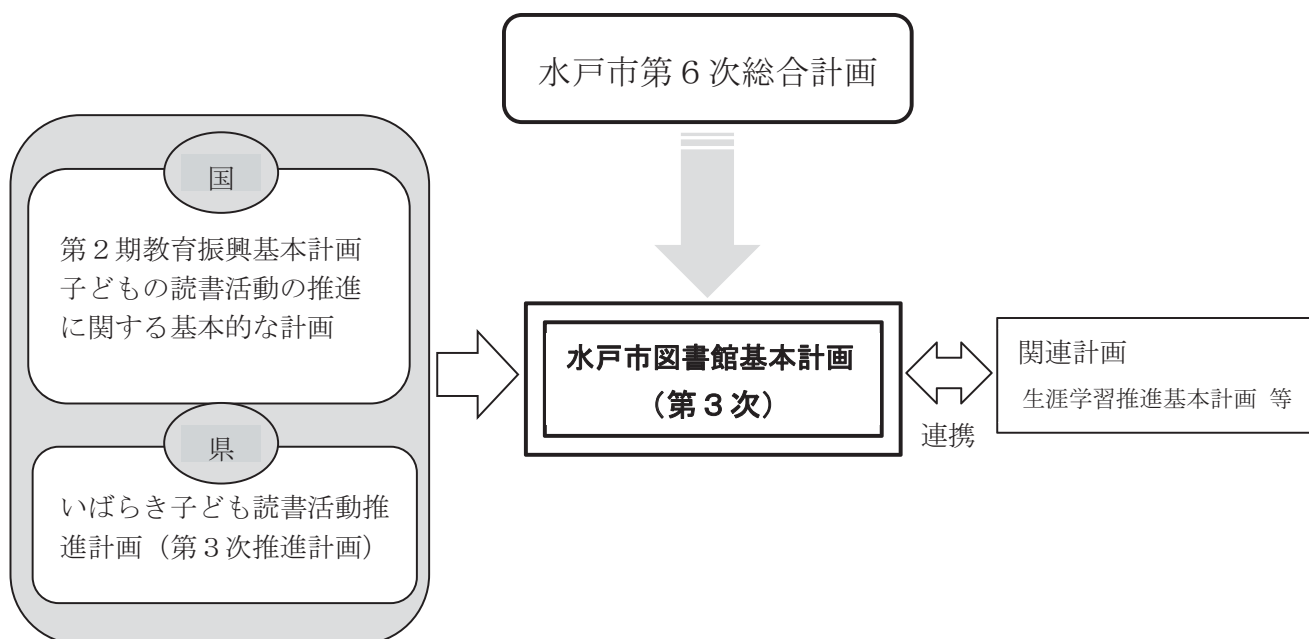 水戸市第６次総合計画
国
第２期教育振興基本計画
子どもの読書活動の推進
に関する基本的な計画
県
いばらき子ども読書活動推
進計画（第３次推進計画）
水戸市図書館基本計画
（第３次）
連携
関連計画
生涯学習推進基本計画 等